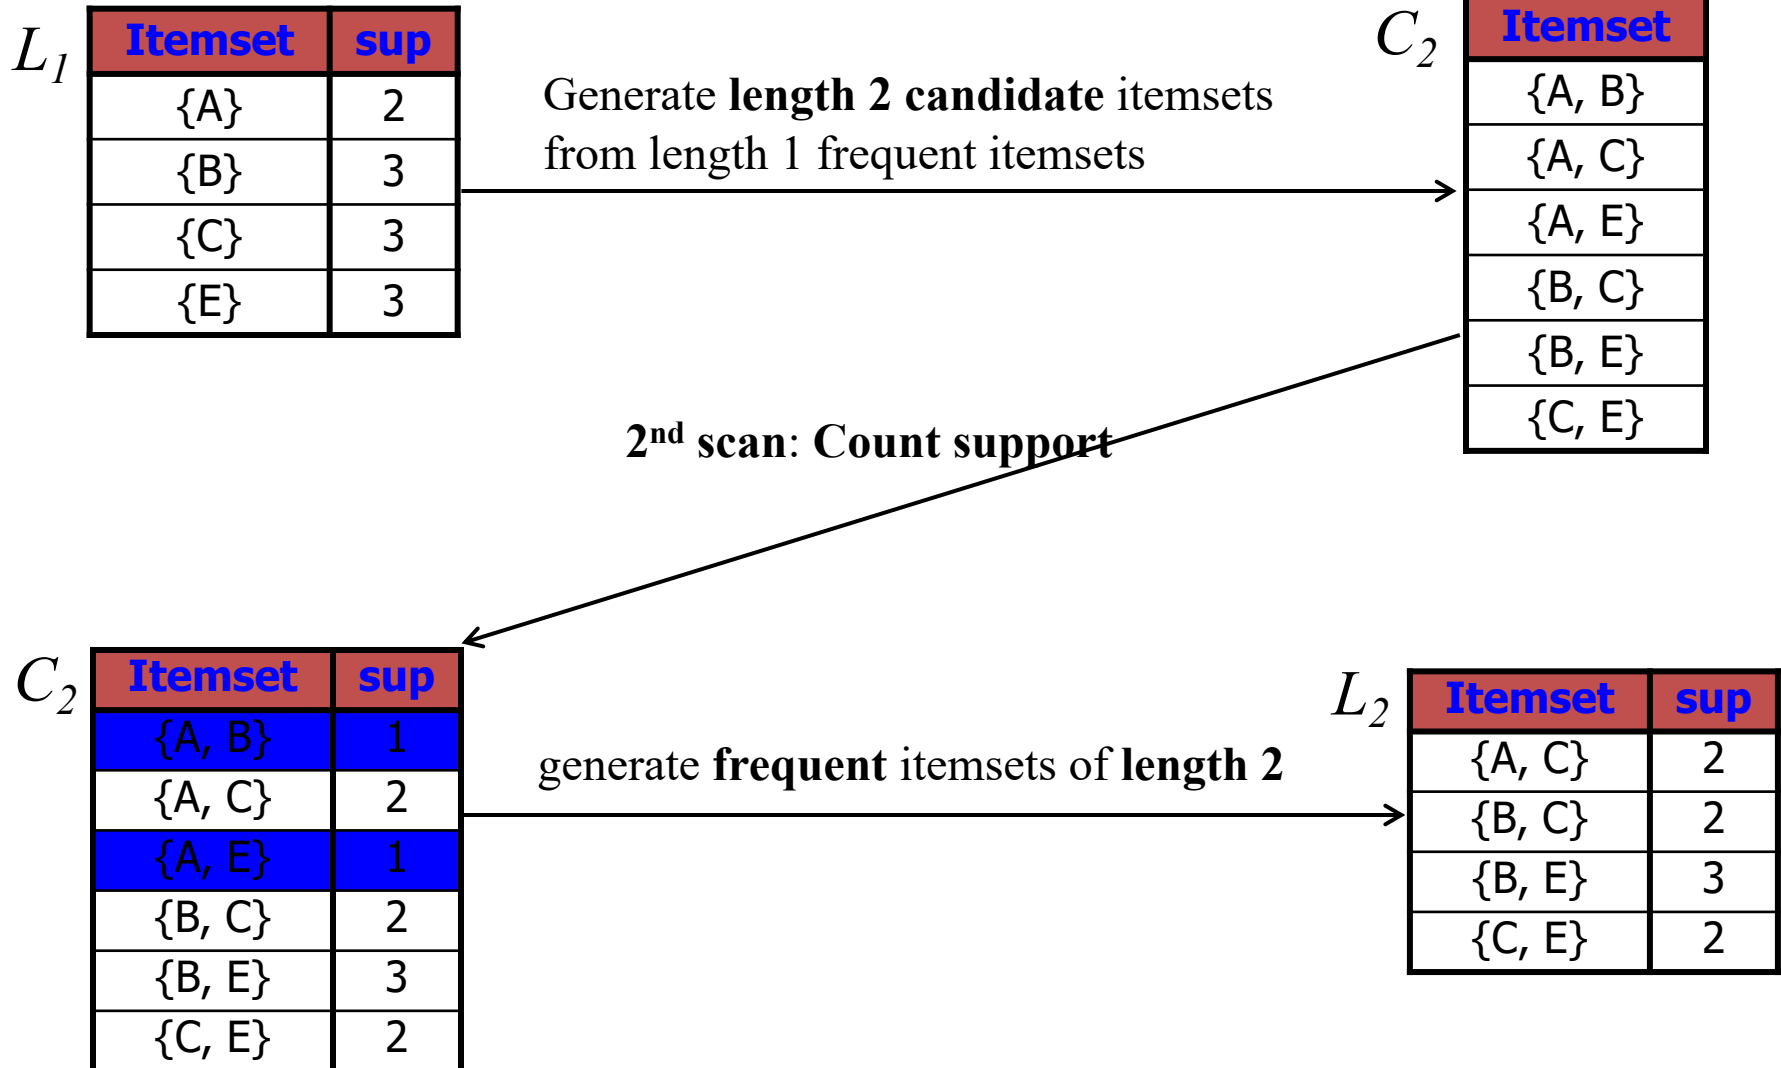 L1
Itemset sup
{A} 2
{B} 3
{C} 3
{E} 3
Generate length 2 candidate itemsets
from length 1 frequent itemsets
C2
Itemset
{A, B}
{A, C}
{A, E}
{B, C}
{B, E}
{C, E}
2nd scan: Count support
C2
Itemset sup
{A, B} 1
{A, C} 2
{A, E} 1
{B, C} 2
{B, E} 3
{C, E} 2
generate frequent itemsets of length 2
L2
Itemset sup
{A, C} 2
{B, C} 2
{B, E} 3
{C, E} 2